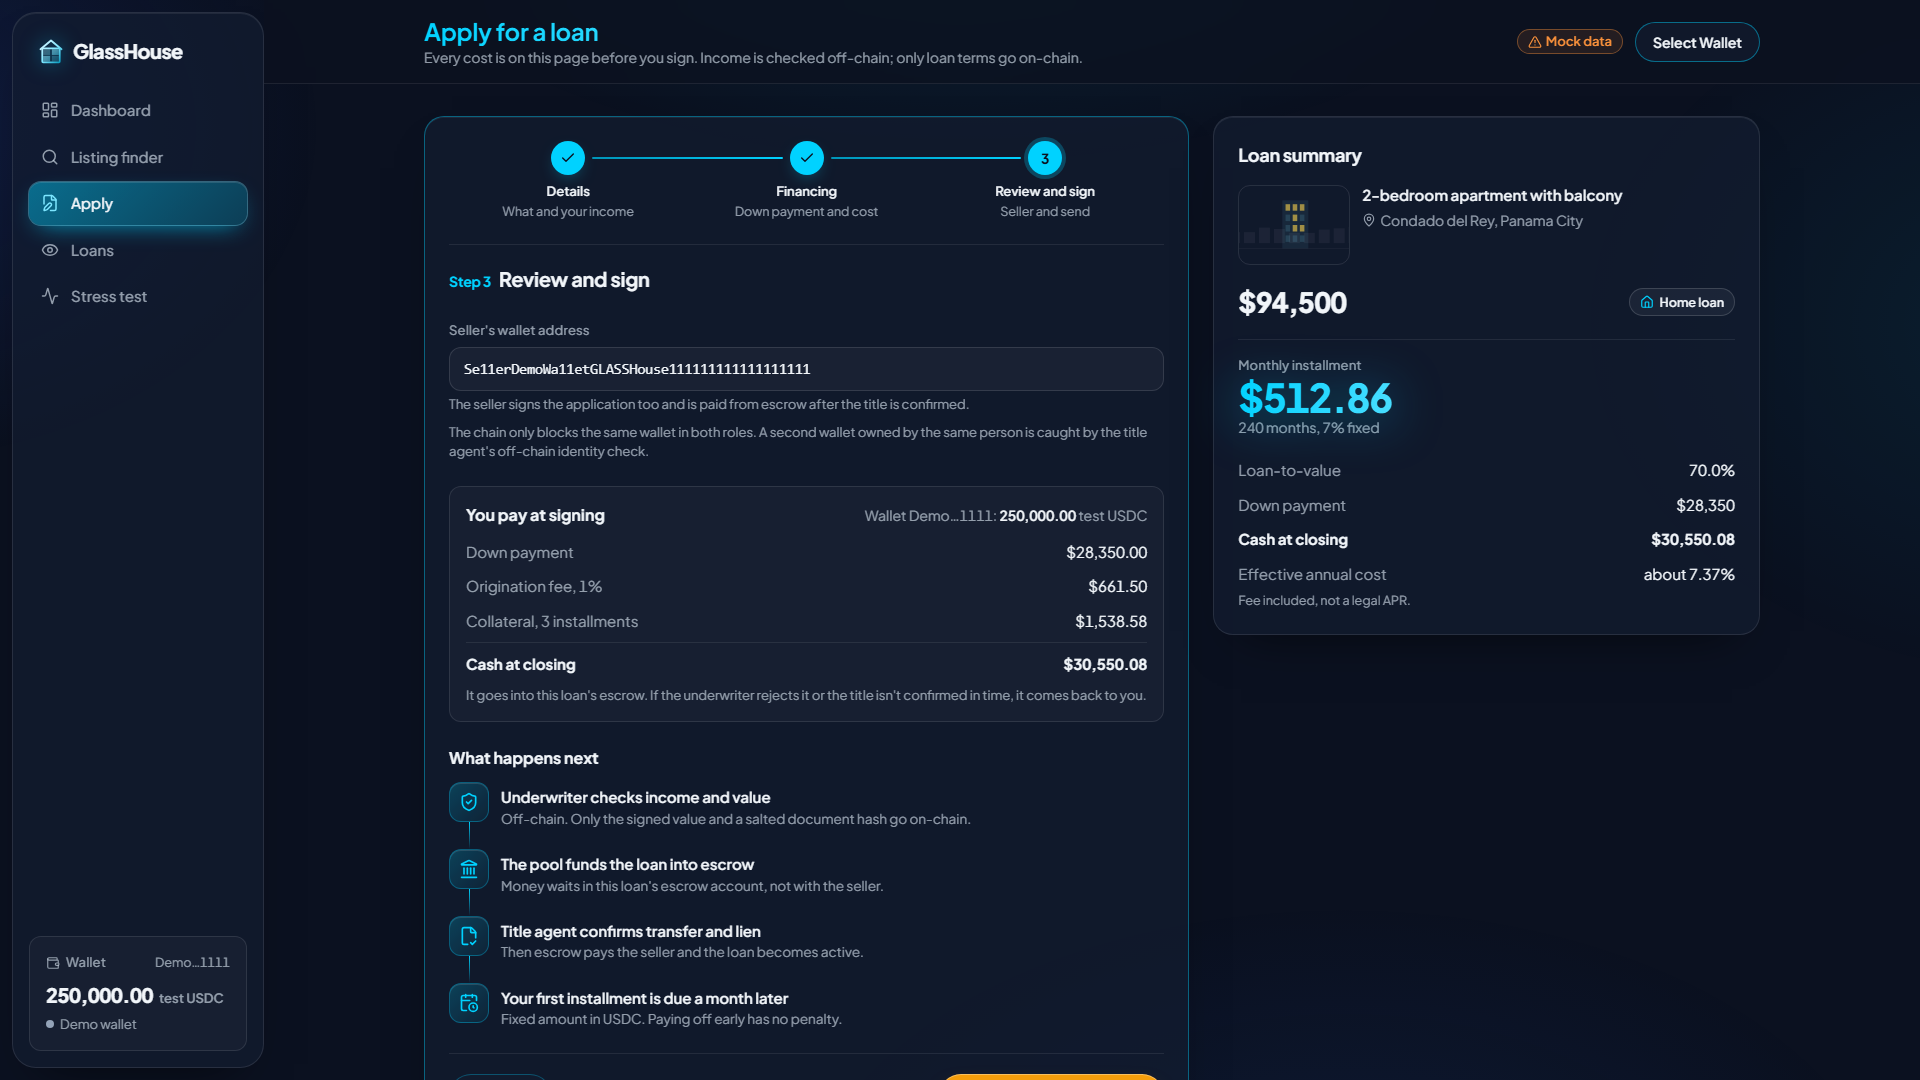 GlassHouse
Dashboard
Listing finder
Apply
Loans
Stress test
Wallet Demo...1111
250,000.00 test USDC
Demo wallet
Apply for a loan
Every cost is on this page before you sign. Income is checked off-chain; only loan terms go on-chain.
Mock data
Select Wallet
3
Details
What and your income
Financing
Down payment and cost
Review and sign
Seller and send
Step 3 Review and sign
Seller's wallet address
Se11erDemoWa11etGLASSHouse111111111111111111
The seller signs the application too and is paid from escrow after the title is confirmed.
The chain only blocks the same wallet in both roles. A second wallet owned by the same person is caught by the title
agent's off-chain identity check.
You pay at signing
Wallet Demo...1111: 250,000.00 test USDC
Down payment $28,350.00
Origination fee, 1% $661.50
Collateral, 3 installments $1,538.58
Cash at closing $30,550.08
It goes into this loan's escrow. If the underwriter rejects it or the title isn't confirmed in time, it comes back to you.
What happens next
Underwriter checks income and value
Off-chain. Only the signed value and a salted document hash go on-chain.
The pool funds the loan into escrow
Money waits in this loan's escrow account, not with the seller.
Title agent confirms transfer and lien
Then escrow pays the seller and the loan becomes active.
Your first installment is due a month later
Fixed amount in USDC. Paying off early has no penalty.
Loan summary
2-bedroom apartment with balcony
Condado del Rey, Panama City
$94,500
Home loan
Monthly installment
$512.86
240 months, 7% fixed
Loan-to-value 70.0%
Down payment $28,350
Cash at closing $30,550.08
Effective annual cost about 7.37%
Fee included, not a legal APR.